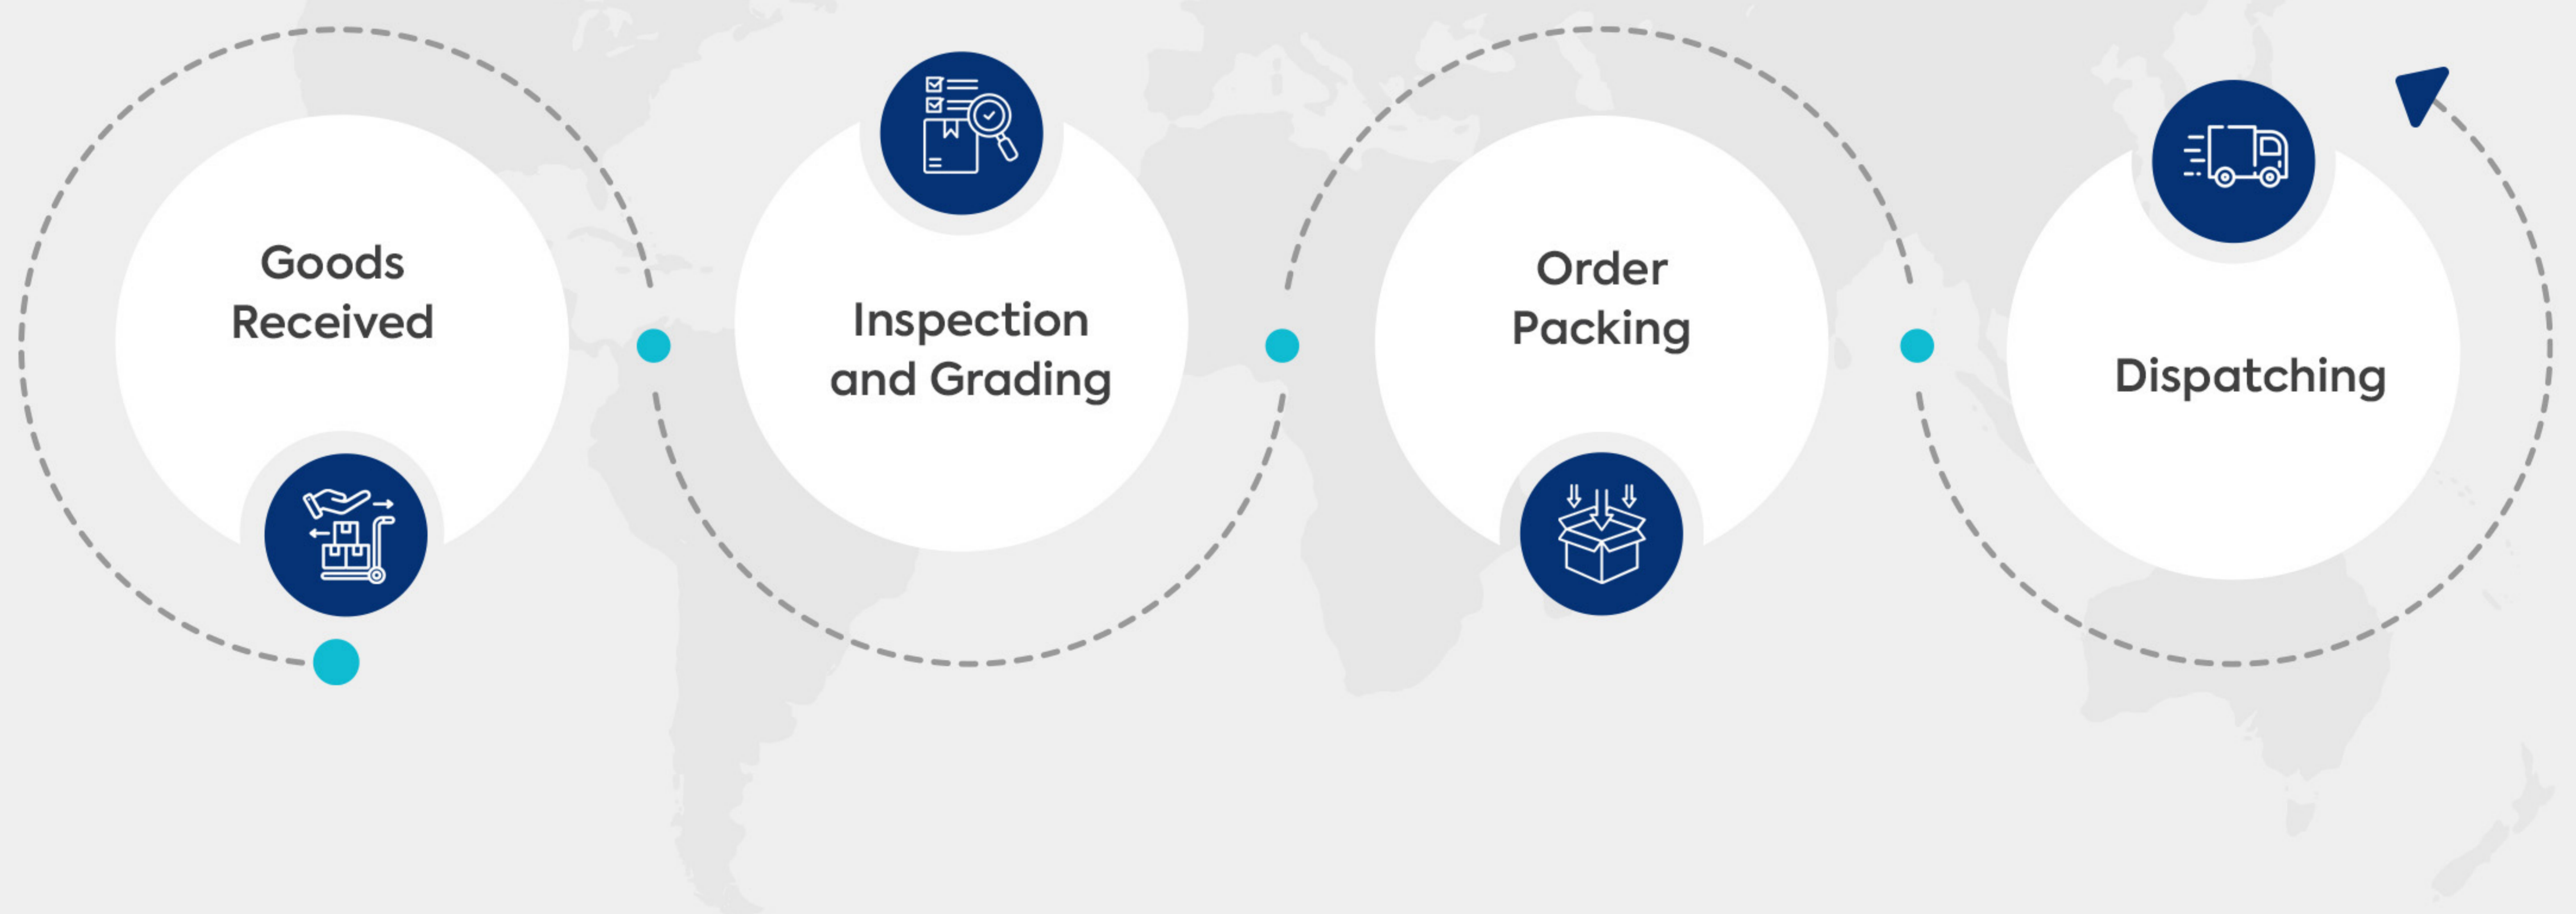 Goods
Received
Inspection
and Grading
Order
Packing
Dispatching